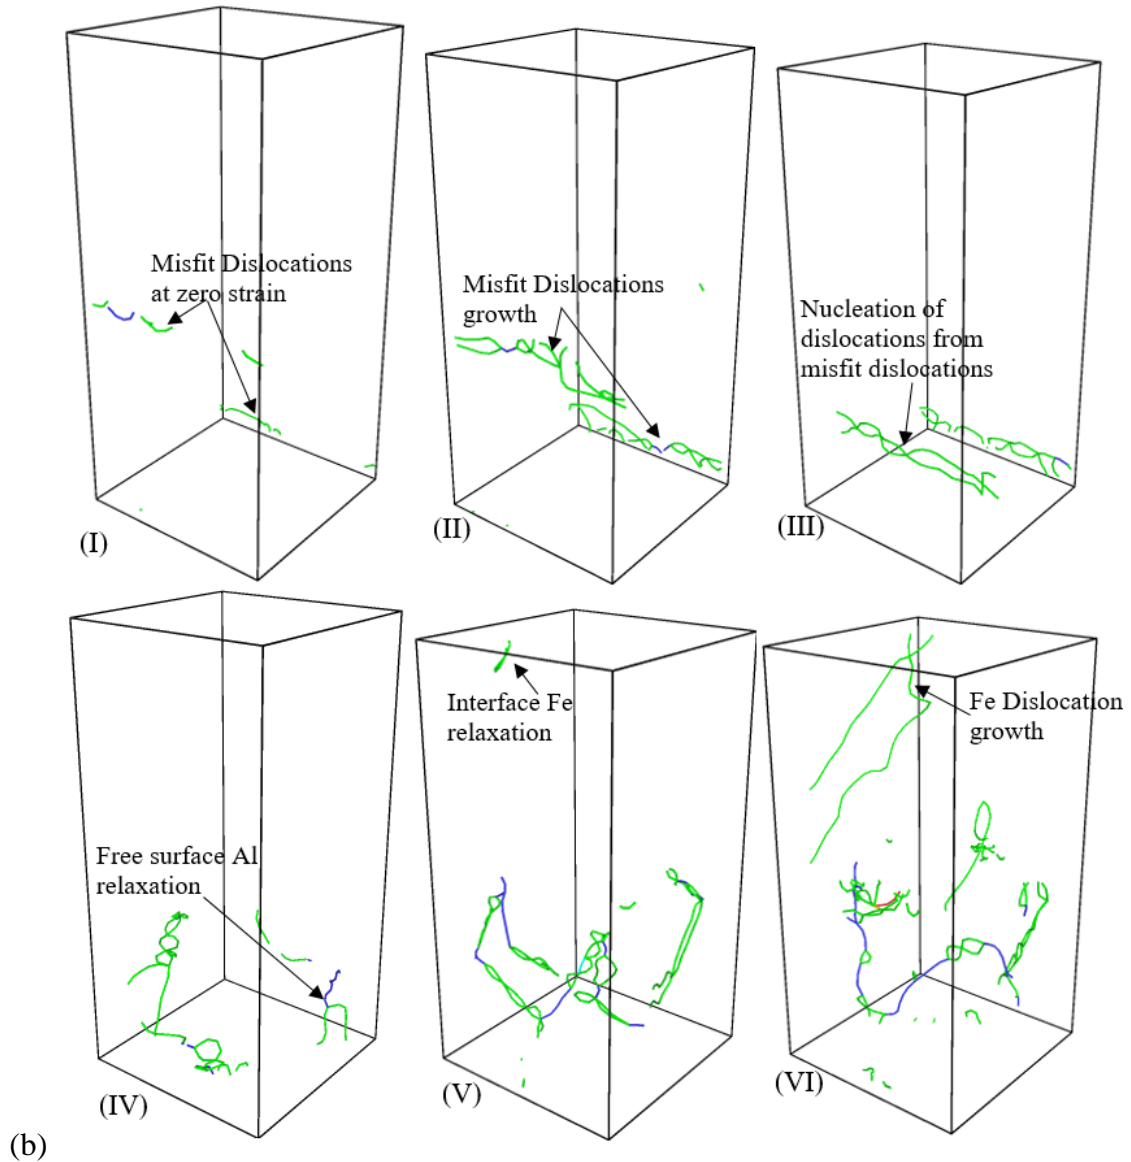 Misfit Dislocations
at zero strain
(I)
Misfit Dislocations
growth
(II)
Nucleation of
dislocations from
misfit dislocations
(III)
Free surface Al
relaxation
(IV)
Interface Fe
relaxation
(V)
Fe Dislocation
growth
(VI)
(b)